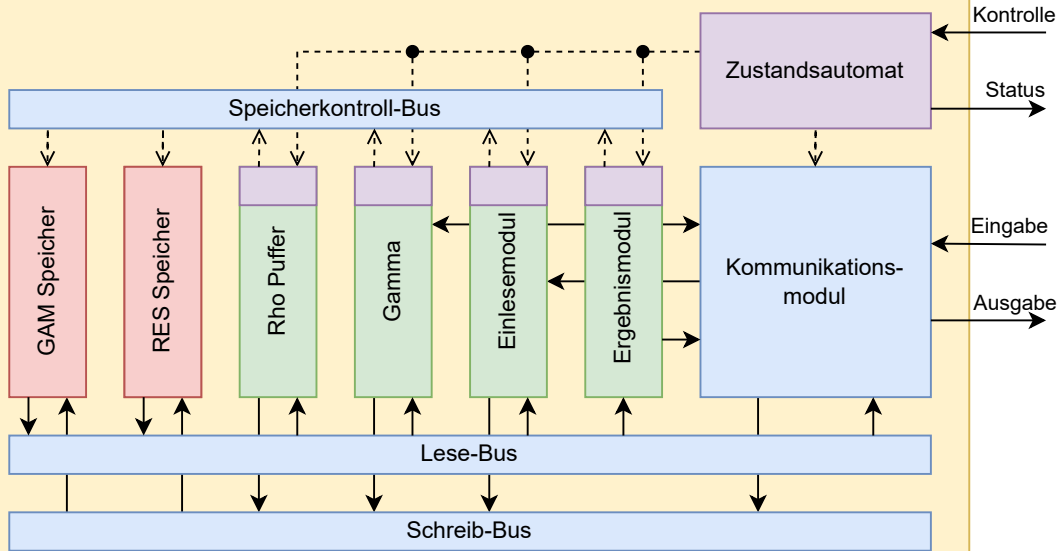 Kontrolle
Zustandsautomat
Status
Speicherkontroll-Bus
GAM Speicher
RES Speicher
Rho Puffer
Gamma
Einlesemodul
Ergebnismodul
Kommunikations-
modul
Eingabe
Ausgabe
Lese-Bus
Schreib-Bus